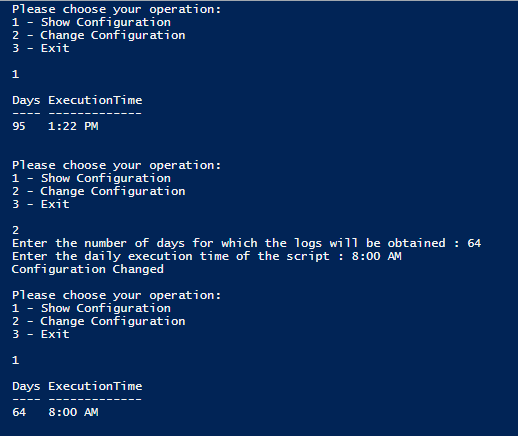 Please choose your operation:
1 - Show Configuration
2 - Change Configuration
3 - Exit
1
Days ExecutionTime
---- -------------
95   1:22 PM
Please choose your operation:
1 - Show Configuration
2 - Change Configuration
3 - Exit
2
Enter the number of days for which the logs will be obtained : 64
Enter the daily execution time of the script : 8:00 AM
Configuration Changed
Please choose your operation:
1 - Show Configuration
2 - Change Configuration
3 - Exit
1
Days ExecutionTime
---- -------------
64   8:00 AM